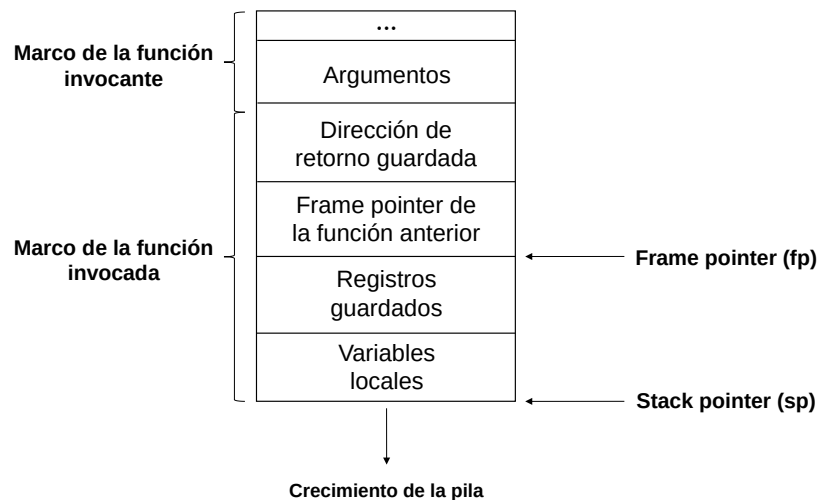 ...
Marco de la función
invocante
Argumentos
Dirección de
retorno guardada
Frame pointer de
la función anterior
Marco de la función
invocada
Frame pointer (fp)
Registros
guardados
Variables
locales
Stack pointer (sp)
Crecimiento de la pila